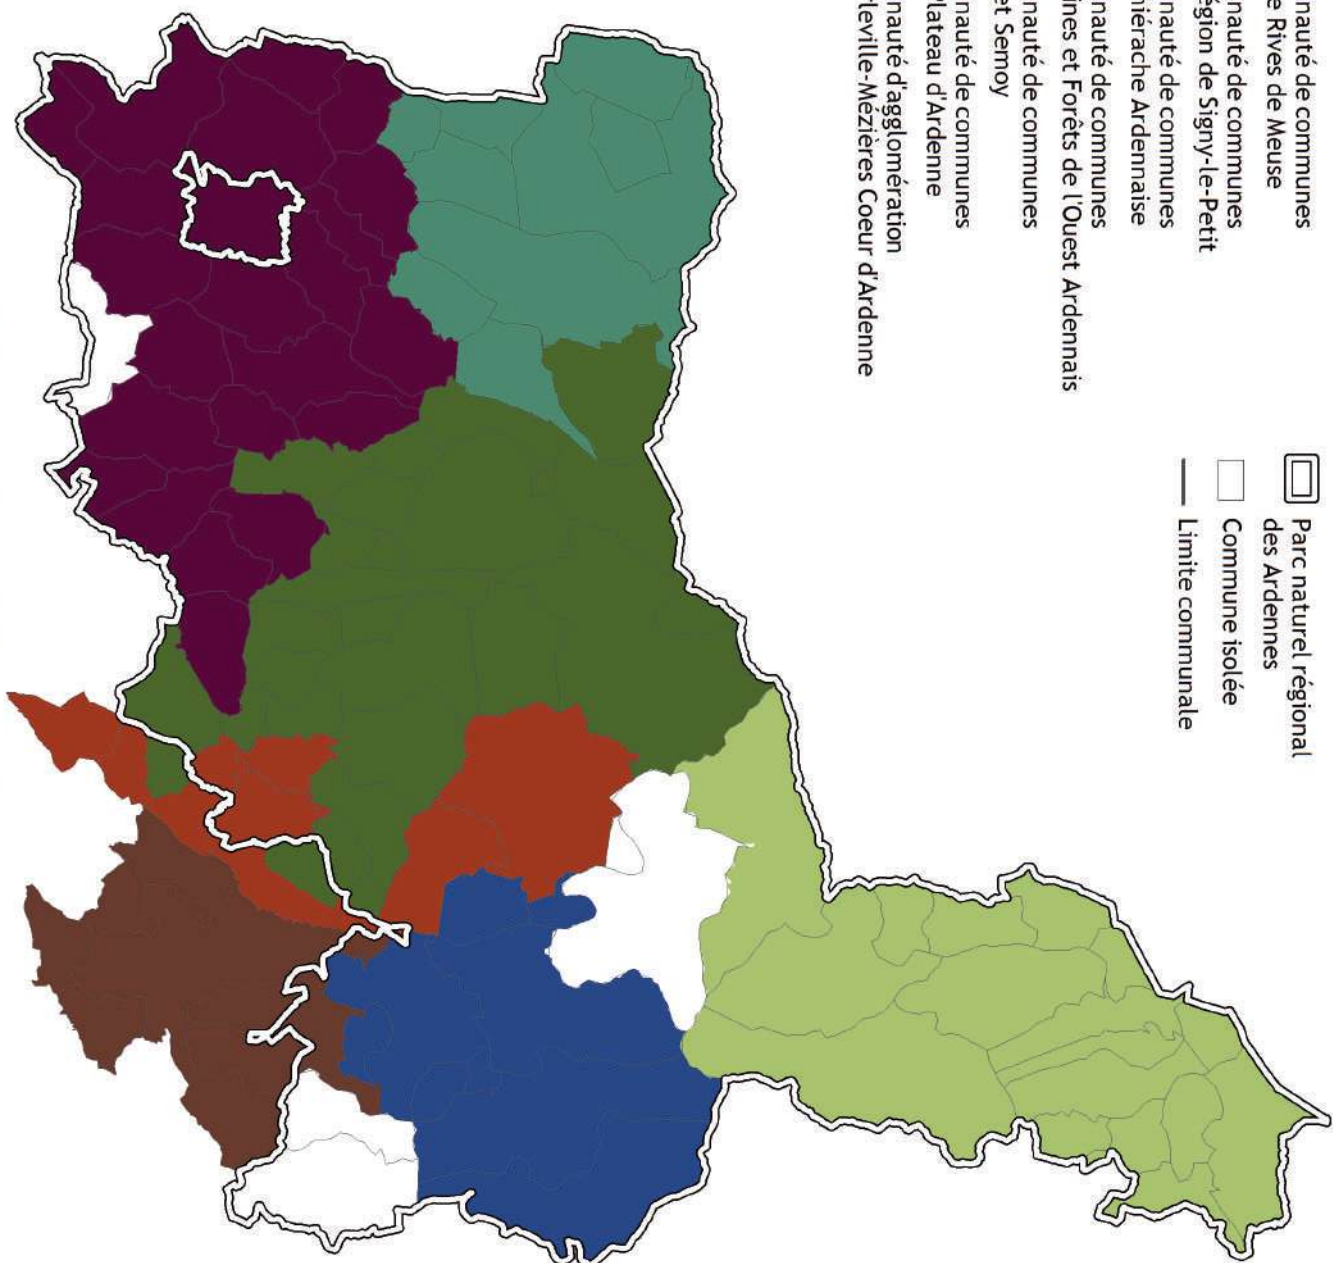 nauté de communes
e Rives de Meuse
nauté de communes
égion de Signy-le-Petit
nauté de communes
hiérache Ardennaise
nauté de communes
ines et Forêts de l'Ouest Ardennais
nauté de communes
et Semoy
nauté de communes
Plateau d'Ardenne
nauté d'agglomération
rleville-Mézières Coeur d'Ardenne
Parc naturel régional
des Ardennes
Commune isolée
Limite communale